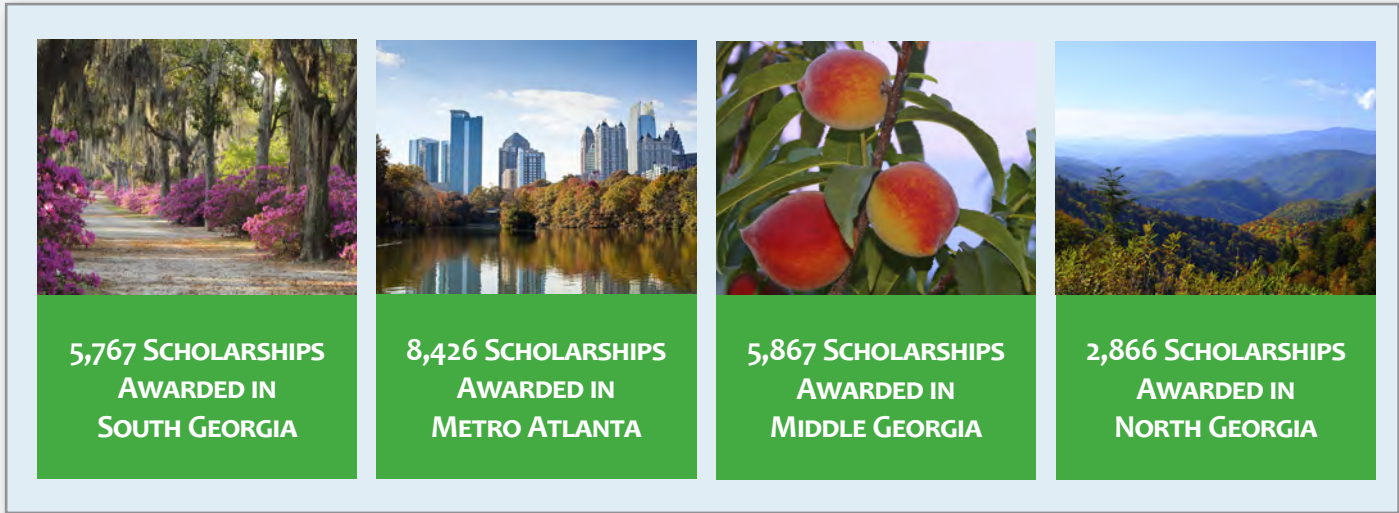 5,767 Scholarships
Awarded in
South Georgia
8,426 Scholarships
Awarded in
Metro Atlanta
5,867 Scholarships
Awarded in
Middle Georgia
2,866 Scholarships
Awarded in
North Georgia